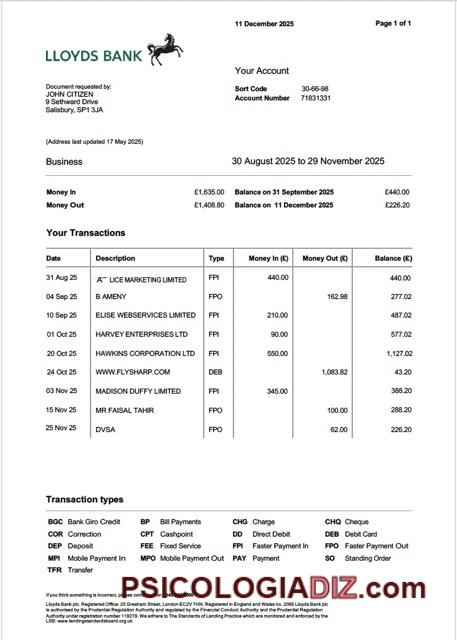 11 December 2025 Page 1 of 1
LLOYDS BANK
Your Account
Document requested by:
JOHN CITIZEN
9 Sethward Drive
Salisbury, SP1 3JA
Sort Code 30-66-98
Account Number 71831331
(Address last updated 17 May 2025)
Business 30 August 2025 to 29 November 2025
Money In £1,635.00 Balance on 31 September 2025 £440.00
Money Out £1,408.80 Balance on 11 December 2025 £226.20
Your Transactions
Date Description Type Money In (£) Money Out (£) Balance (£)
31 Aug 25 A LICE MARKETING LIMITED FPI 440.00 440.00
04 Sep 25 B AMENY FPO 162.98 277.02
10 Sep 25 ELISE WEBSERVICES LIMITED FPI 210.00 487.02
01 Oct 25 HARVEY ENTERPRISES LTD FPI 90.00 577.02
20 Oct 25 HAWKINS CORPORATION LTD FPI 550.00 1,127.02
24 Oct 25 WWW.FLYSHARP.COM DEB 1,083.82 43.20
03 Nov 25 MADISON DUFFY LIMITED FPI 345.00 388.20
15 Nov 25 MR FAISAL TAHIR FPO 100.00 288.20
25 Nov 25 DVSA FPO 62.00 226.20
Transaction types
BGC Bank Giro Credit BP Bill Payments CHG Charge CHQ Cheque
COR Correction CPT Cashpoint DD Direct Debit DEB Debit Card
DEP Deposit FEE Fixed Service FPI Faster Payment In FPO Faster Payment Out
MPI Mobile Payment In MPO Mobile Payment Out PAY Payment SO Standing Order
TFR Transfer
PSICOLOGIADIZ.com
If you think something is incorrect, please
Lloyds Bank plc. Registered Office: 25 Gresham Street, London EC2V 7HN. Registered in England and Wales no. 2065 Lloyds Bank plc
is authorised by the Prudential Regulation Authority and regulated by the Financial Conduct Authority and the Prudential Regulation
Authority under registration number 119278. We adhere to The Standards of Lending Practice which are monitored and enforced by the
LSB: www.lendingstandardsboard.org.uk